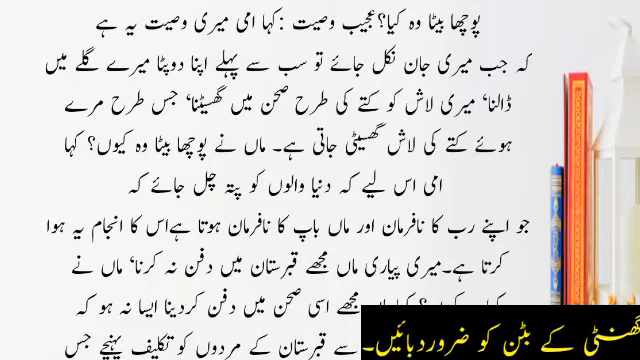 پوچھا بیٹا وہ کیا؟ عجیب وصیت :کہا امی میری وصیت یہ ہے
کہ جب میری جان نکل جائے تو سب سے پہلے اپنا دوپٹا میرے گلے میں
ڈالنا، میری لاش کو کتے کی طرح صحن میں گھسیٹنا، جس طرح مرے
ہوئے کتے کی لاش گھسیٹی جاتی ہے۔ ماں نے پوچھا بیٹا وہ کیوں؟ کہا
امی اس لیے کہ دنیا والوں کو پتہ چل جائے کہ
جو اپنے رب کا نافرمان اور ماں باپ کا نافرمان ہوتا ہےاس کا انجام یہ ہوا
کرتا ہے۔میری پیاری ماں مجھے قبرستان میں دفن نہ کرنا، ماں نے
مجھے اسی صحن میں دفن کردینا ایسا نہ ہو کہ
سے قبرستان کے مردوں کو تکلیف پہنچے جس
گھنٹی کے بٹن کو ضروردبائیں۔